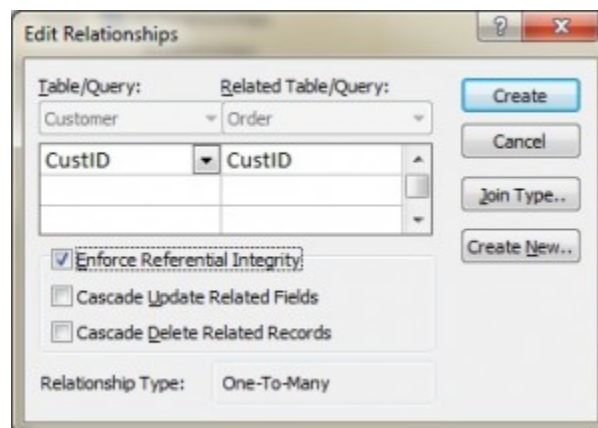 Edit Relationships
Table/Query: Related Table/Query:
Customer Order
CustID CustID
Enforce Referential Integrity
Cascade Update Related Fields
Cascade Delete Related Records
Relationship Type: One-To-Many
Create
Cancel
Join Type..
Create New..